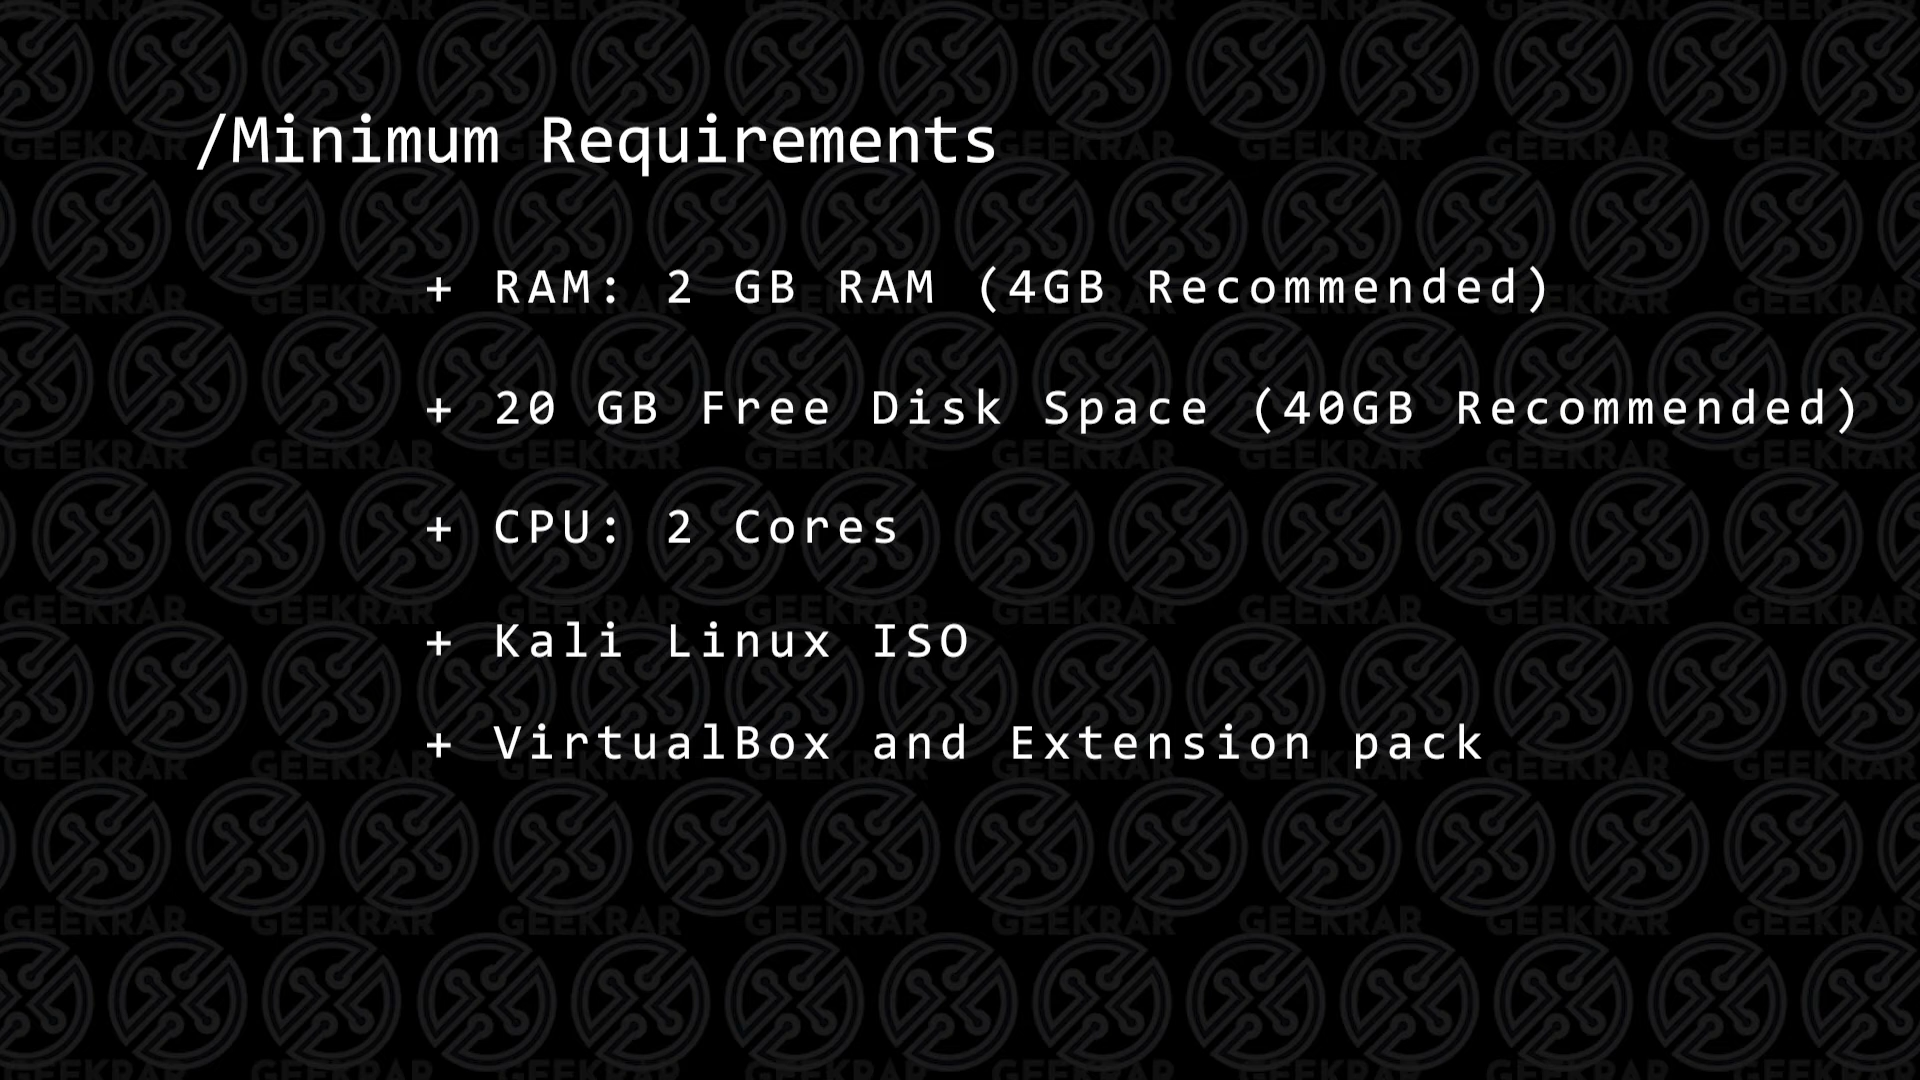 /Minimum Requirements
+ RAM: 2 GB RAM (4GB Recommended)
+ 20 GB Free Disk Space (40GB Recommended)
+ CPU: 2 Cores
+ Kali Linux ISO
+ VirtualBox and Extension pack
GEEKRAR